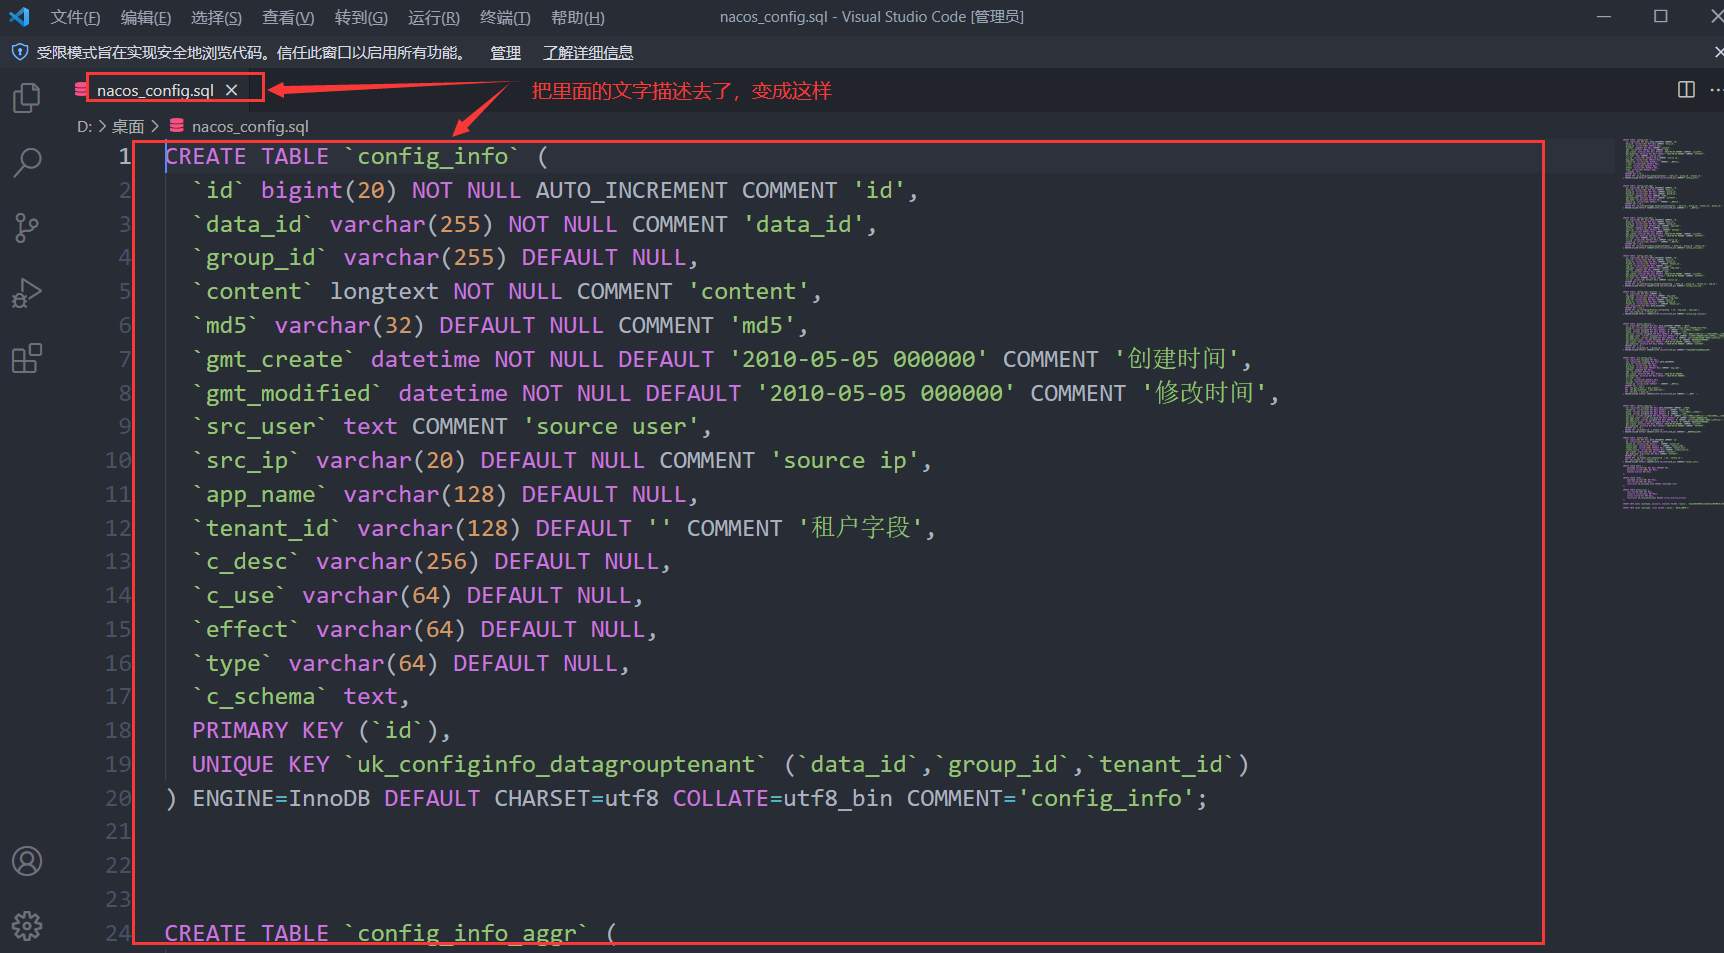 文件(F) 编辑(E) 选择(S) 查看(V) 转到(G) 运行(R) 终端(T) 帮助(H) nacos_config.sql - Visual Studio Code [管理员]
受限模式旨在实现安全地浏览代码。信任此窗口以启用所有功能。 管理 了解详细信息
nacos_config.sql
把里面的文字描述去了，变成这样
D: > 桌面 > nacos_config.sql
1 CREATE TABLE `config_info` (
2 `id` bigint(20) NOT NULL AUTO_INCREMENT COMMENT 'id',
3 `data_id` varchar(255) NOT NULL COMMENT 'data_id',
4 `group_id` varchar(255) DEFAULT NULL,
5 `content` longtext NOT NULL COMMENT 'content',
6 `md5` varchar(32) DEFAULT NULL COMMENT 'md5',
7 `gmt_create` datetime NOT NULL DEFAULT '2010-05-05 000000' COMMENT '创建时间',
8 `gmt_modified` datetime NOT NULL DEFAULT '2010-05-05 000000' COMMENT '修改时间',
9 `src_user` text COMMENT 'source user',
10 `src_ip` varchar(20) DEFAULT NULL COMMENT 'source ip',
11 `app_name` varchar(128) DEFAULT NULL,
12 `tenant_id` varchar(128) DEFAULT '' COMMENT '租户字段',
13 `c_desc` varchar(256) DEFAULT NULL,
14 `c_use` varchar(64) DEFAULT NULL,
15 `effect` varchar(64) DEFAULT NULL,
16 `type` varchar(64) DEFAULT NULL,
17 `c_schema` text,
18 PRIMARY KEY (`id`),
19 UNIQUE KEY `uk_configinfo_datagrouptenant` (`data_id`,`group_id`,`tenant_id`)
20 ) ENGINE=InnoDB DEFAULT CHARSET=utf8 COLLATE=utf8_bin COMMENT='config_info';
21
22
23
24 CREATE TABLE `config_info_aggr` (